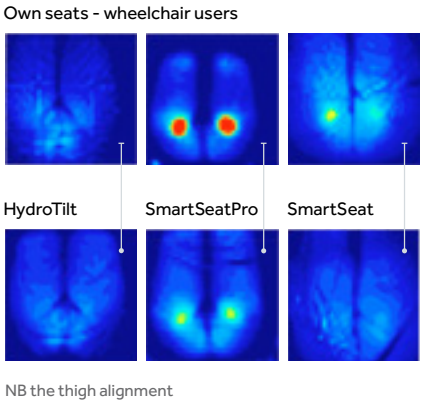 Own seats - wheelchair users
HydroTilt
SmartSeatPro
SmartSeat
NB the thigh alignment